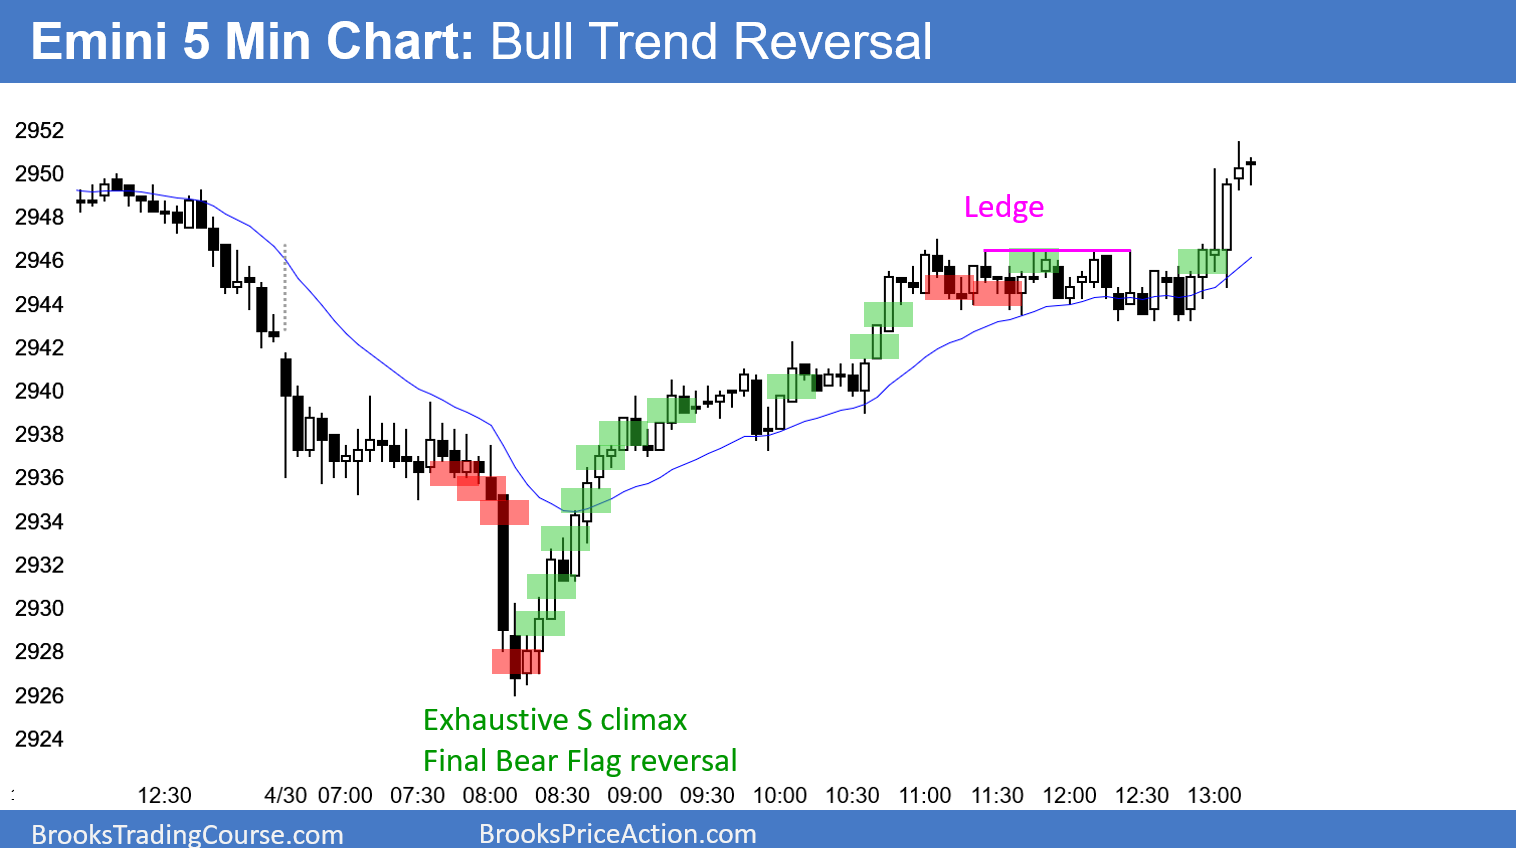 Emini 5 Min Chart: Bull Trend Reversal
2952
2950
2948
2946
2944
2942
2940
2938
2936
2934
2932
2930
2928
2926
2924
Ledge
Exhaustive S climax
Final Bear Flag reversal
12:30 4/30 07:00 07:30 08:00 08:30 09:00 09:30 10:00 10:30 11:00 11:30 12:00 12:30 13:00
BrooksTradingCourse.com BrooksPriceAction.com